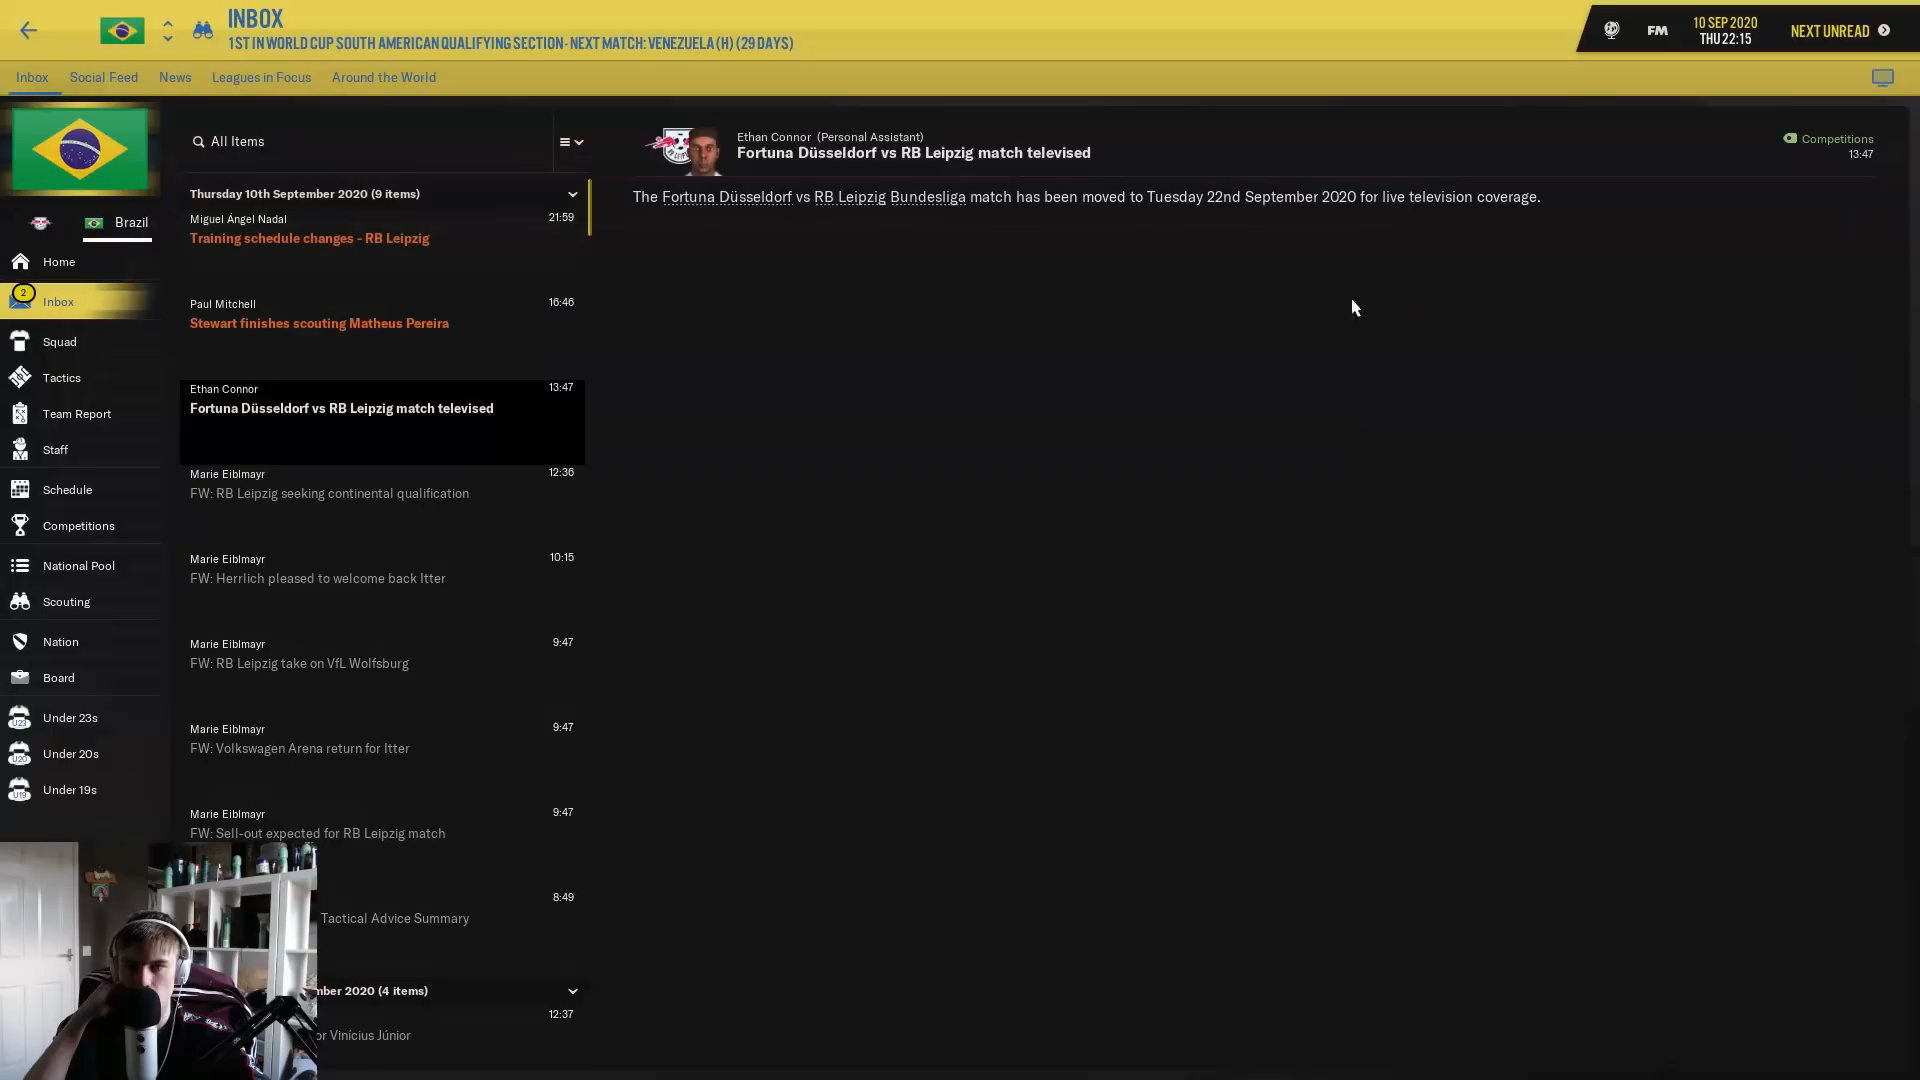 INBOX
1ST IN WORLD CUP SOUTH AMERICAN QUALIFYING SECTION - NEXT MATCH: VENEZUELA (H) (29 DAYS)
FM
10 SEP 2020
THU 22:15
NEXT UNREAD
Inbox
Social Feed
News
Leagues in Focus
Around the World
Brazil
Home
2
Inbox
Squad
Tactics
Team Report
Staff
Schedule
Competitions
National Pool
Scouting
Nation
Board
U23
Under 23s
U20
Under 20s
U19
Under 19s
All Items
Thursday 10th September 2020 (9 items)
Miguel Ángel Nadal
21:59
Training schedule changes - RB Leipzig
Paul Mitchell
16:46
Stewart finishes scouting Matheus Pereira
Ethan Connor
13:47
Fortuna Düsseldorf vs RB Leipzig match televised
Marie Eiblmayr
12:36
FW: RB Leipzig seeking continental qualification
Marie Eiblmayr
10:15
FW: Herrlich pleased to welcome back Itter
Marie Eiblmayr
9:47
FW: RB Leipzig take on VfL Wolfsburg
Marie Eiblmayr
9:47
FW: Volkswagen Arena return for Itter
Marie Eiblmayr
9:47
FW: Sell-out expected for RB Leipzig match
8:49
Tactical Advice Summary
mber 2020 (4 items)
12:37
or Vinícius Júnior
Ethan Connor (Personal Assistant)
Fortuna Düsseldorf vs RB Leipzig match televised
Competitions
13:47
The Fortuna Düsseldorf vs RB Leipzig Bundesliga match has been moved to Tuesday 22nd September 2020 for live television coverage.